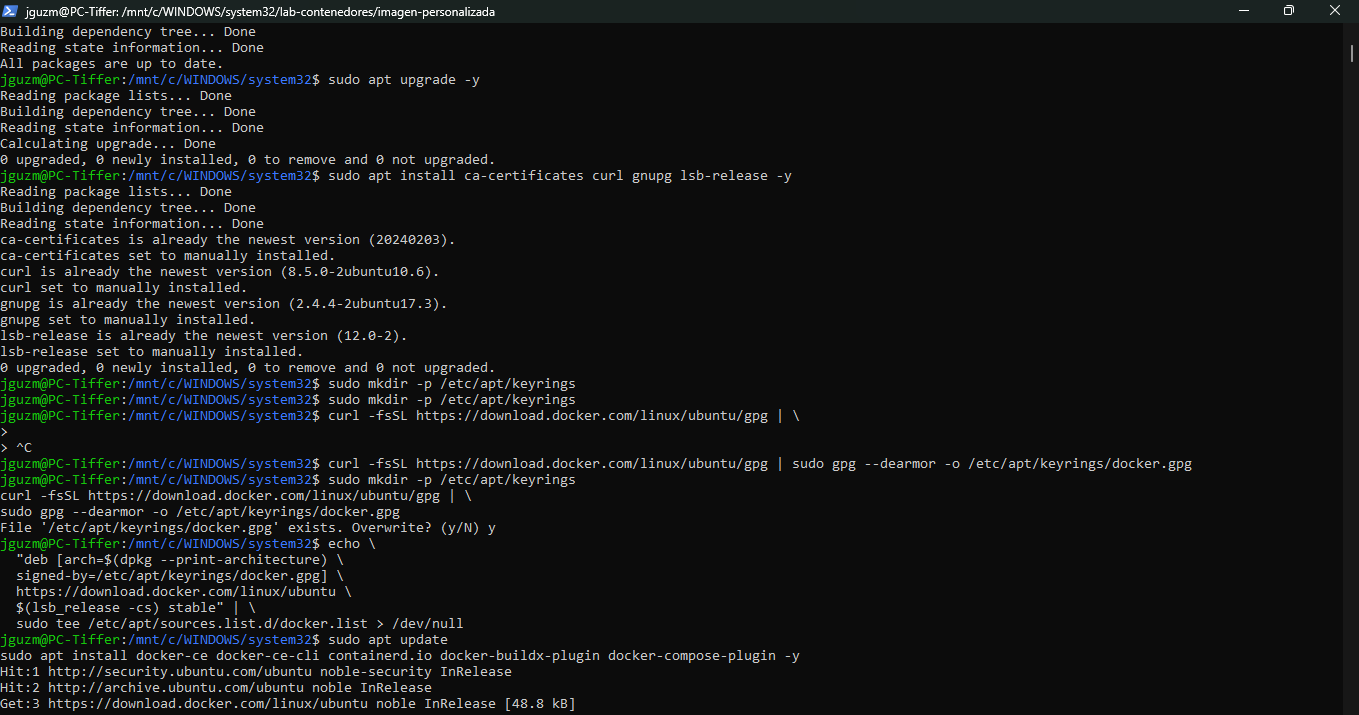 jguzm@PC-Tiffer: /mnt/c/WINDOWS/system32/lab-contenedores/imagen-personalizada
Building dependency tree... Done
Reading state information... Done
All packages are up to date.
jguzm@PC-Tiffer:/mnt/c/WINDOWS/system32$ sudo apt upgrade -y
Reading package lists... Done
Building dependency tree... Done
Reading state information... Done
Calculating upgrade... Done
0 upgraded, 0 newly installed, 0 to remove and 0 not upgraded.
jguzm@PC-Tiffer:/mnt/c/WINDOWS/system32$ sudo apt install ca-certificates curl gnupg lsb-release -y
Reading package lists... Done
Building dependency tree... Done
Reading state information... Done
ca-certificates is already the newest version (20240203).
ca-certificates set to manually installed.
curl is already the newest version (8.5.0-2ubuntu10.6).
curl set to manually installed.
gnupg is already the newest version (2.4.4-2ubuntu17.3).
gnupg set to manually installed.
lsb-release is already the newest version (12.0-2).
lsb-release set to manually installed.
0 upgraded, 0 newly installed, 0 to remove and 0 not upgraded.
jguzm@PC-Tiffer:/mnt/c/WINDOWS/system32$ sudo mkdir -p /etc/apt/keyrings
jguzm@PC-Tiffer:/mnt/c/WINDOWS/system32$ sudo mkdir -p /etc/apt/keyrings
jguzm@PC-Tiffer:/mnt/c/WINDOWS/system32$ curl -fsSL https://download.docker.com/linux/ubuntu/gpg | \
>
> ^C
jguzm@PC-Tiffer:/mnt/c/WINDOWS/system32$ curl -fsSL https://download.docker.com/linux/ubuntu/gpg | sudo gpg --dearmor -o /etc/apt/keyrings/docker.gpg
jguzm@PC-Tiffer:/mnt/c/WINDOWS/system32$ sudo mkdir -p /etc/apt/keyrings
curl -fsSL https://download.docker.com/linux/ubuntu/gpg | \
sudo gpg --dearmor -o /etc/apt/keyrings/docker.gpg
File '/etc/apt/keyrings/docker.gpg' exists. Overwrite? (y/N) y
jguzm@PC-Tiffer:/mnt/c/WINDOWS/system32$ echo \
  "deb [arch=$(dpkg --print-architecture) \
  signed-by=/etc/apt/keyrings/docker.gpg] \
  https://download.docker.com/linux/ubuntu \
  $(lsb_release -cs) stable" | \
  sudo tee /etc/apt/sources.list.d/docker.list > /dev/null
jguzm@PC-Tiffer:/mnt/c/WINDOWS/system32$ sudo apt update
sudo apt install docker-ce docker-ce-cli containerd.io docker-buildx-plugin docker-compose-plugin -y
Hit:1 http://security.ubuntu.com/ubuntu noble-security InRelease
Hit:2 http://archive.ubuntu.com/ubuntu noble InRelease
Get:3 https://download.docker.com/linux/ubuntu noble InRelease [48.8 kB]